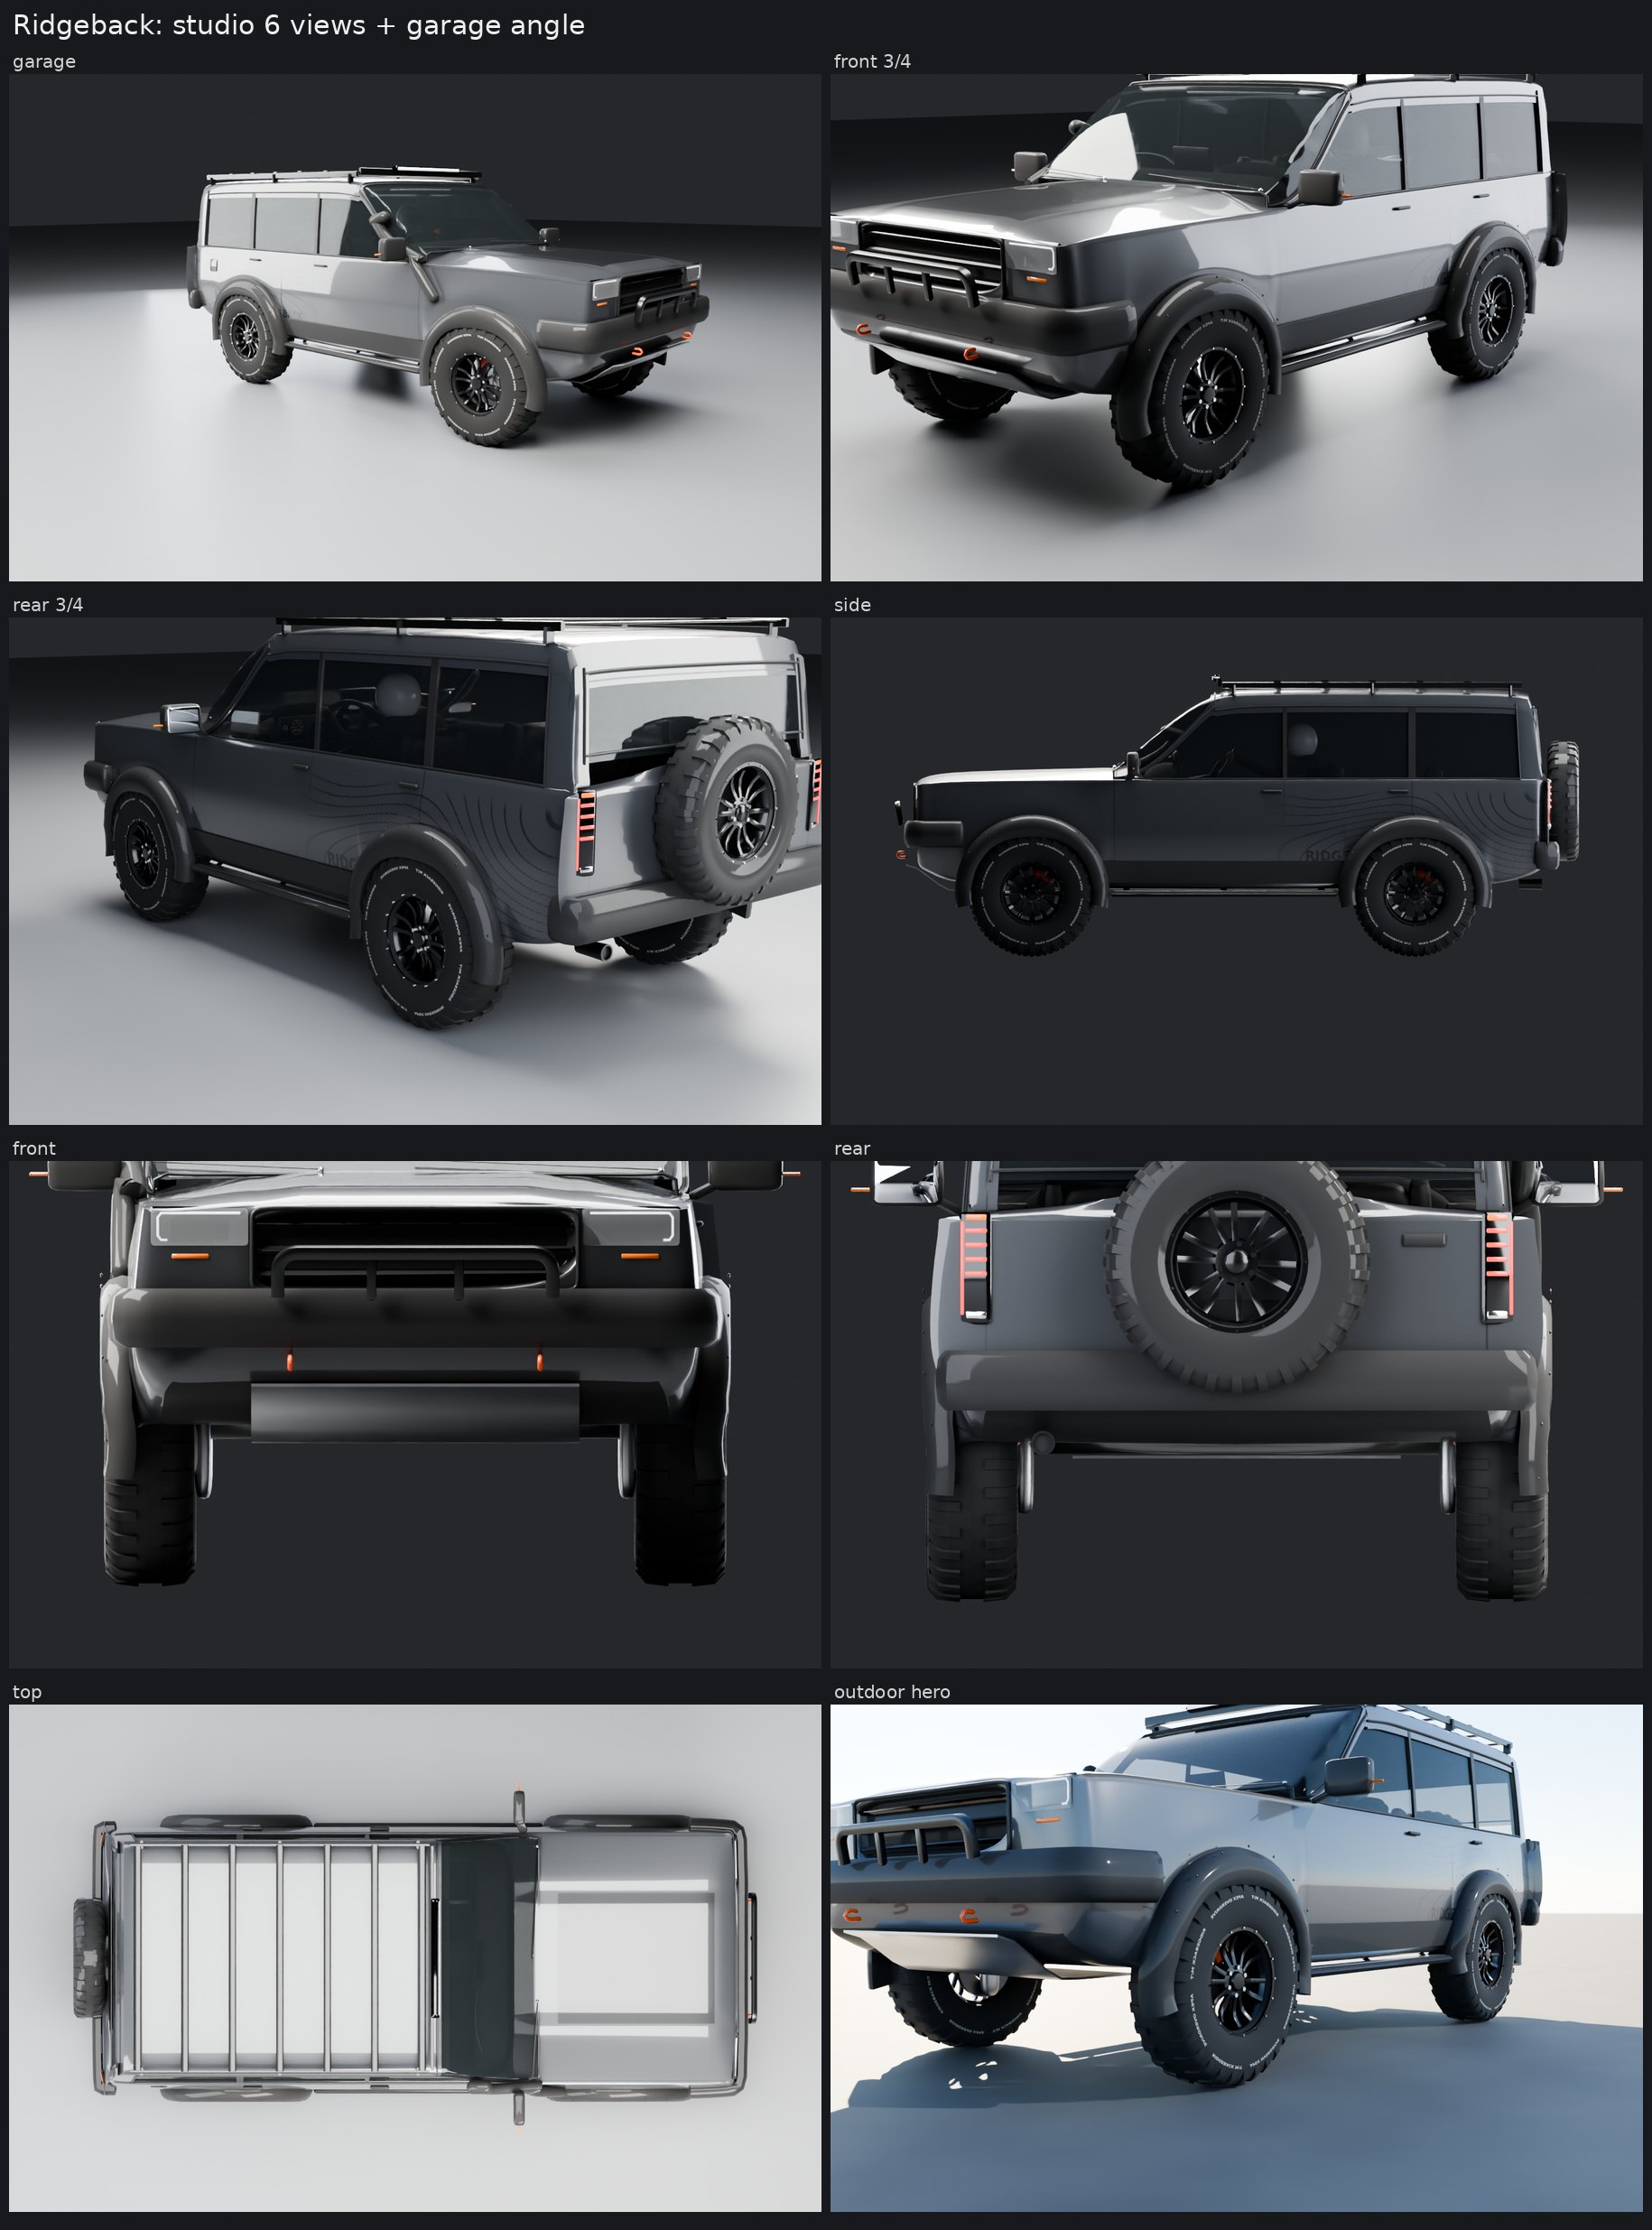 Ridgeback: studio 6 views + garage angle
garage
front 3/4
rear 3/4
side
RIDGE
front
rear
top
outdoor hero